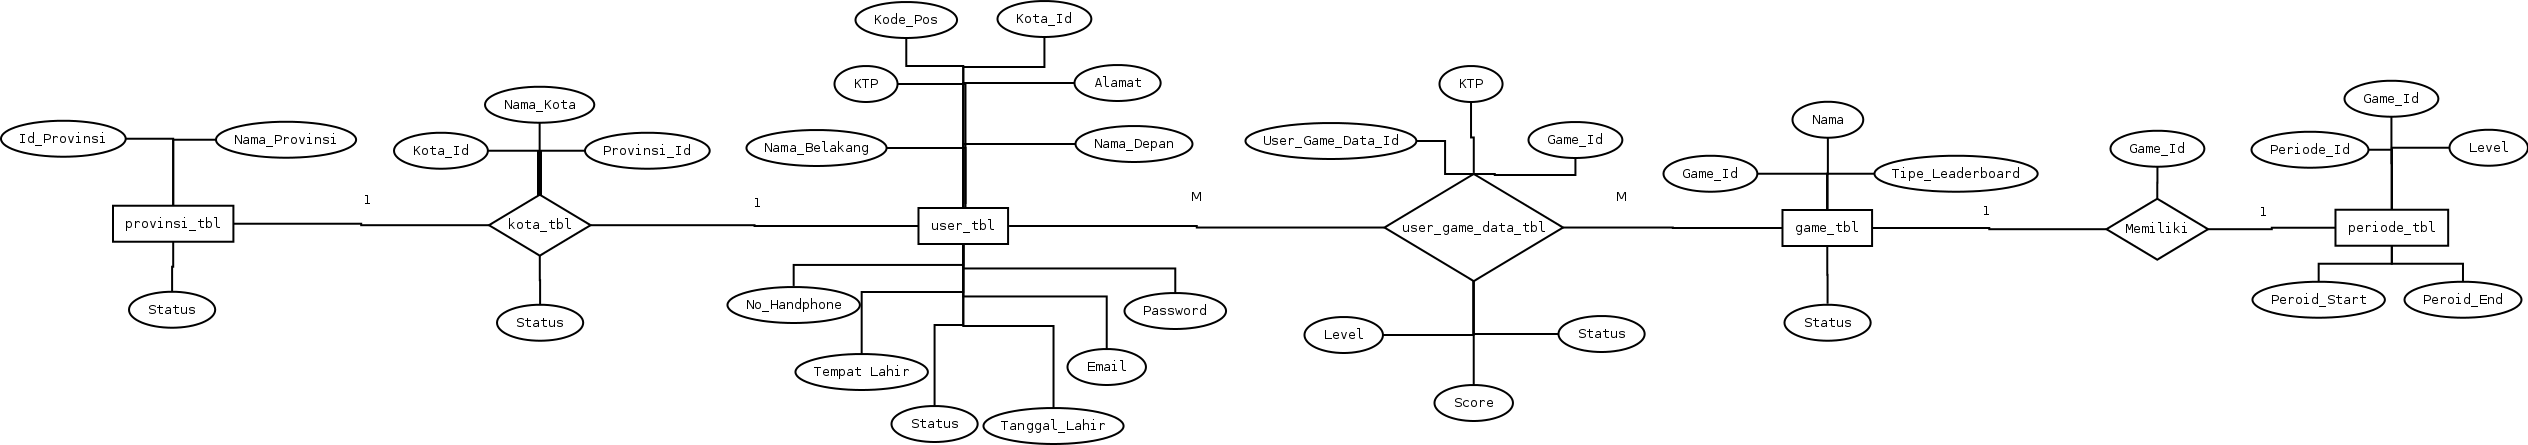 Kode_Pos
Kota_Id
KTP
Alamat
Nama_Belakang
Nama_Depan
Id_Provinsi
Nama_Provinsi
Nama_Kota
Kota_Id
Provinsi_Id
KTP
User_Game_Data_Id
Game_Id
Nama
Game_Id
Tipe_Leaderboard
Game_Id
Game_Id
Periode_Id
Level
provinsi_tbl
1
kota_tbl
1
user_tbl
M
user_game_data_tbl
M
game_tbl
1
Memiliki
1
periode_tbl
Status
Status
No_Handphone
Password
Tempat Lahir
Email
Status
Tanggal_Lahir
Level
Status
Score
Status
Peroid_Start
Peroid_End